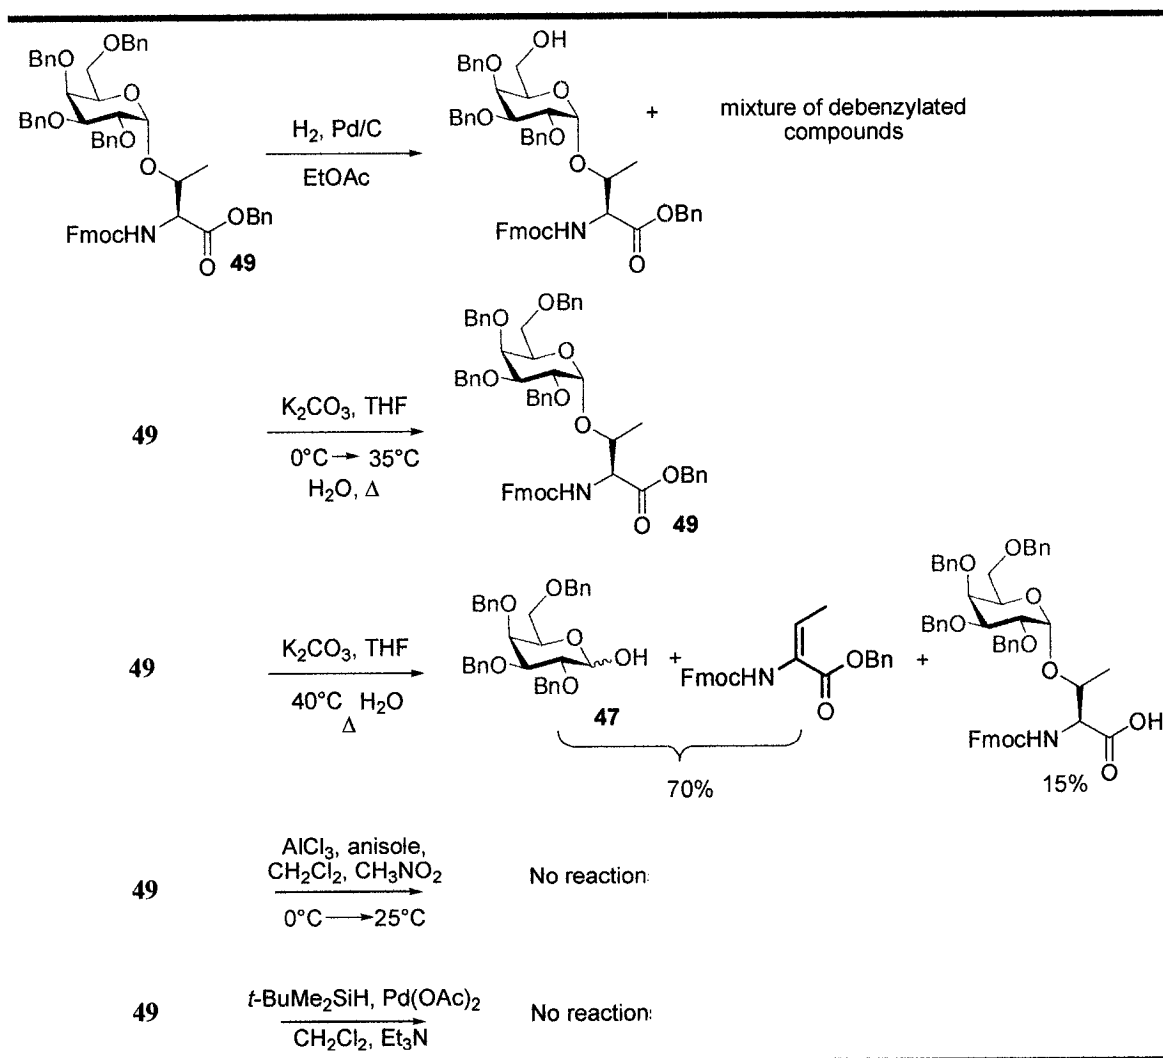 OBn
BnO
O
BnO
BnO
O
FmocHN
OBn
O
49
H2, Pd/C
EtOAc
OH
BnO
O
BnO
BnO
O
FmocHN
OBn
O
+
mixture of debenzylated
compounds
49
K2CO3, THF
0°C → 35°C
H2O, Δ
OBn
BnO
O
BnO
BnO
O
FmocHN
OBn
O
49
49
K2CO3, THF
40°C H2O
Δ
OBn
BnO
O
BnO
OH
BnO
47
+
FmocHN
OBn
O
+
70%
OBn
BnO
O
BnO
BnO
O
FmocHN
OH
O
15%
49
AlCl3, anisole,
CH2Cl2, CH3NO2
0°C → 25°C
No reaction
49
t-BuMe2SiH, Pd(OAc)2
CH2Cl2, Et3N
No reaction